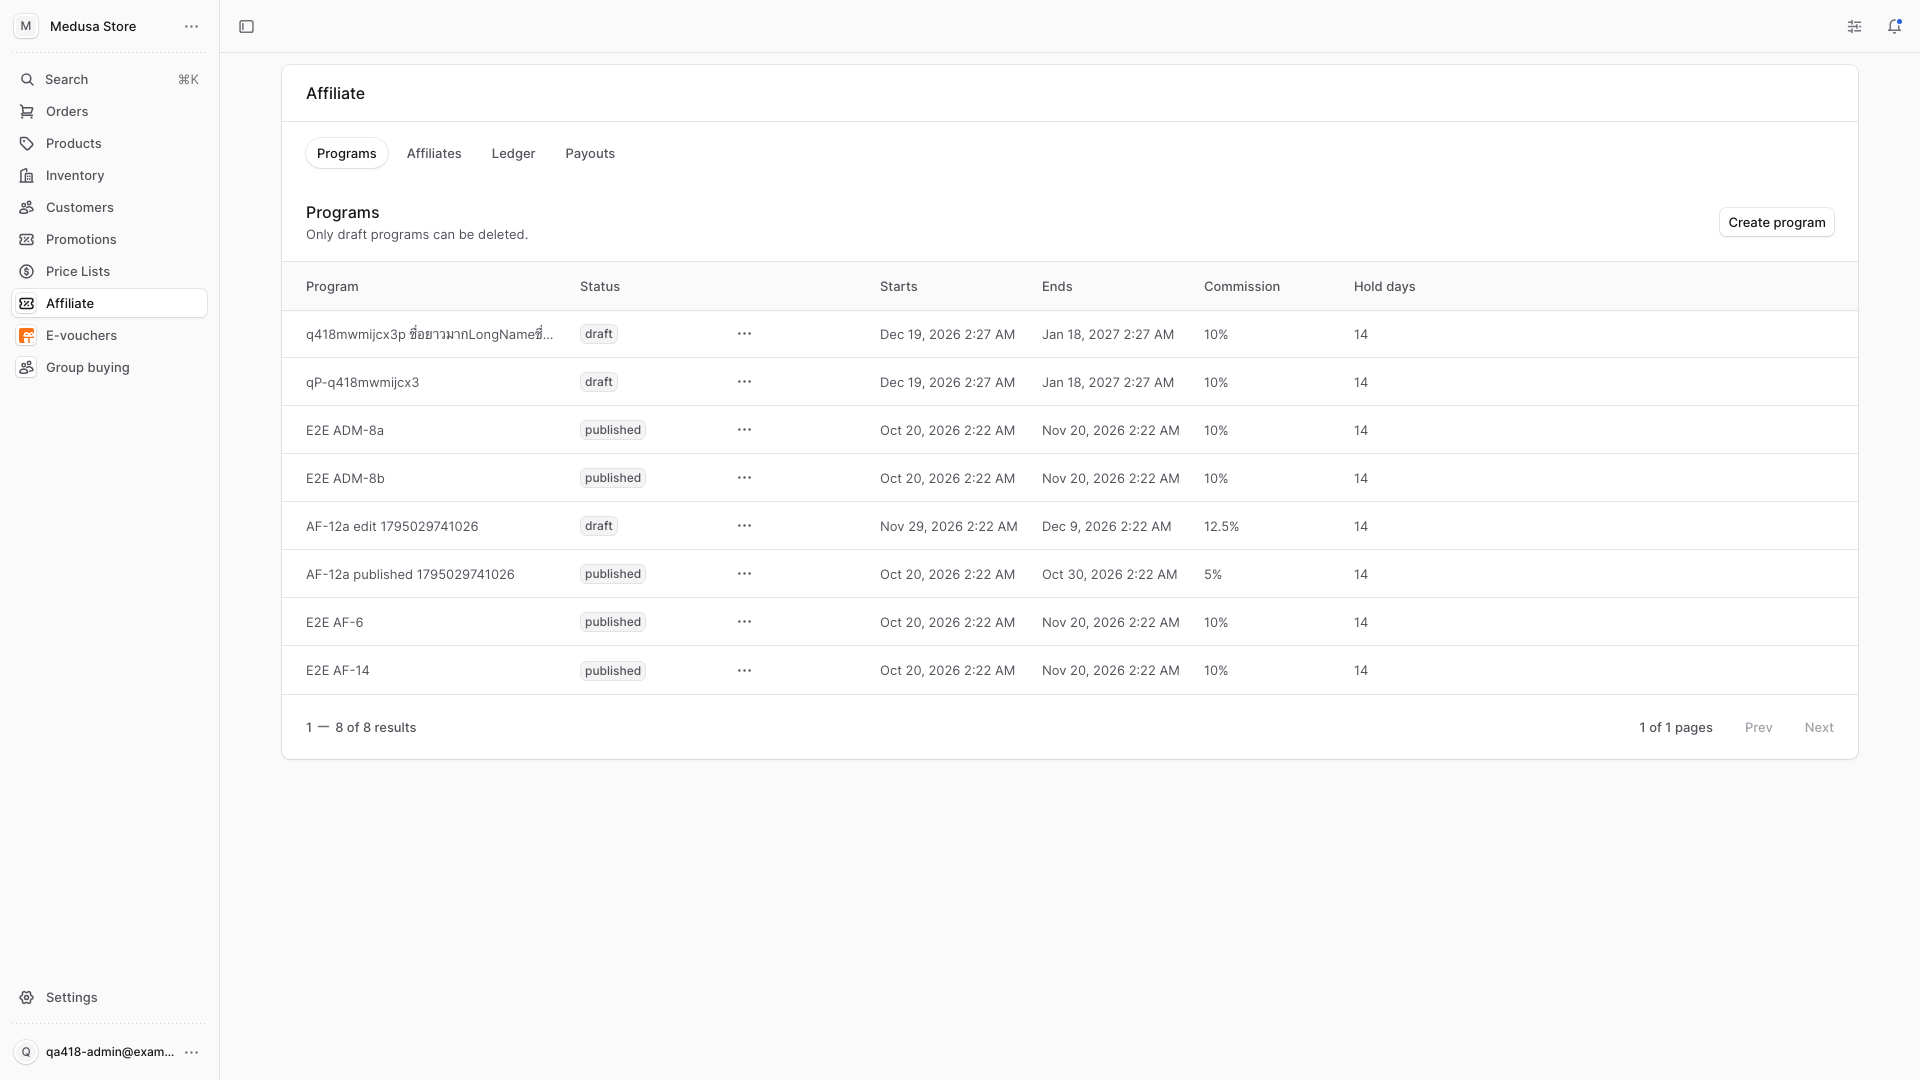 M Medusa Store
Search ⌘K
Orders
Products
Inventory
Customers
Promotions
Price Lists
Affiliate
E-vouchers
Group buying
Settings
Q qa418-admin@exam...
Affiliate
Programs Affiliates Ledger Payouts
Programs
Only draft programs can be deleted.
Create program
Program Status Starts Ends Commission Hold days
q418mwmijcx3p ชื่อยาวมากLongNameชื่... draft Dec 19, 2026 2:27 AM Jan 18, 2027 2:27 AM 10% 14
qP-q418mwmijcx3 draft Dec 19, 2026 2:27 AM Jan 18, 2027 2:27 AM 10% 14
E2E ADM-8a published Oct 20, 2026 2:22 AM Nov 20, 2026 2:22 AM 10% 14
E2E ADM-8b published Oct 20, 2026 2:22 AM Nov 20, 2026 2:22 AM 10% 14
AF-12a edit 1795029741026 draft Nov 29, 2026 2:22 AM Dec 9, 2026 2:22 AM 12.5% 14
AF-12a published 1795029741026 published Oct 20, 2026 2:22 AM Oct 30, 2026 2:22 AM 5% 14
E2E AF-6 published Oct 20, 2026 2:22 AM Nov 20, 2026 2:22 AM 10% 14
E2E AF-14 published Oct 20, 2026 2:22 AM Nov 20, 2026 2:22 AM 10% 14
1 — 8 of 8 results
1 of 1 pages Prev Next